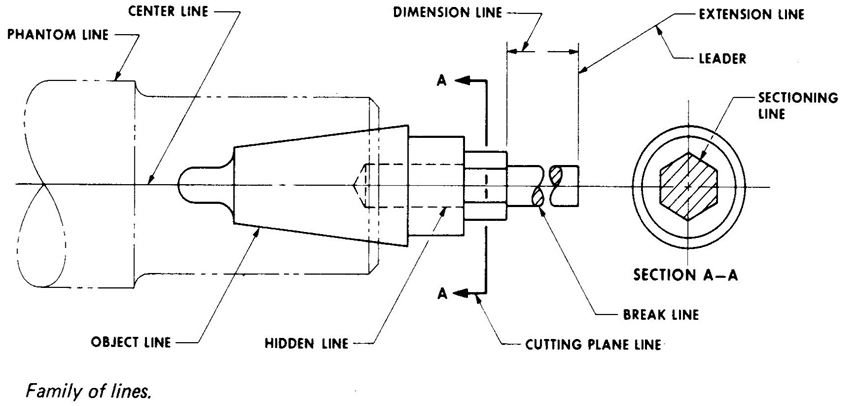 CENTER LINE
DIMENSION LINE
EXTENSION LINE
PHANTOM LINE
LEADER
A
SECTIONING
LINE
SECTION A–A
A
BREAK LINE
OBJECT LINE
HIDDEN LINE
CUTTING PLANE LINE
Family of lines.